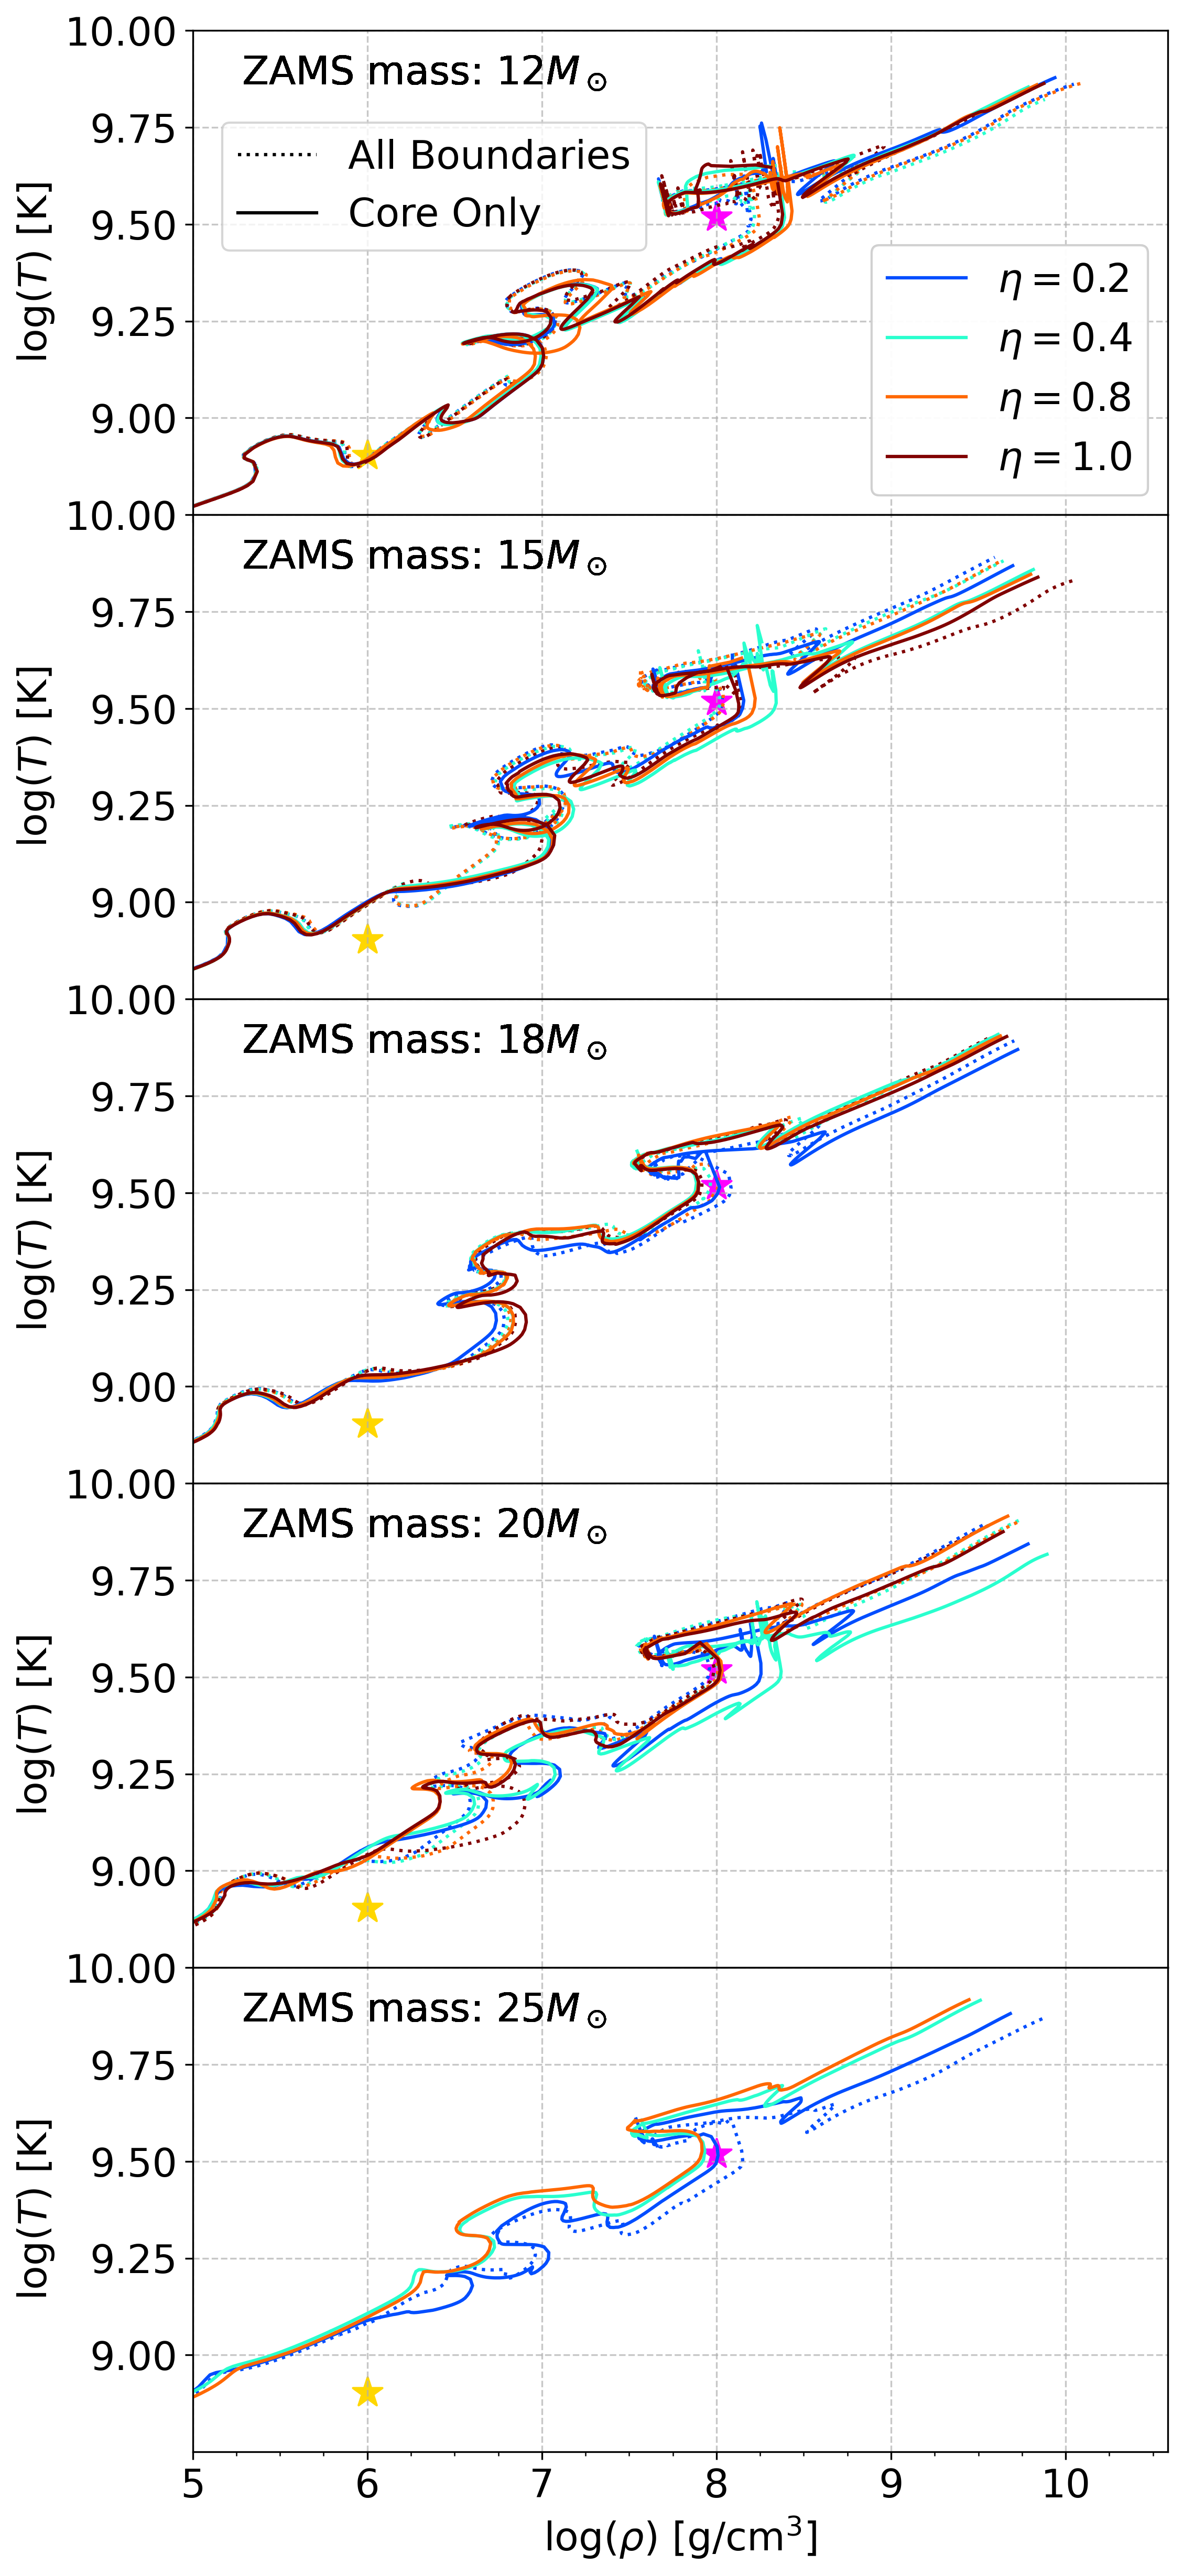 10.00
ZAMS mass: 12M⊙
9.75
All Boundaries
Core Only
9.50
log(T) [K]
η = 0.2
9.25
η = 0.4
η = 0.8
9.00
η = 1.0
10.00
ZAMS mass: 15M⊙
9.75
9.50
log(T) [K]
9.25
9.00
10.00
ZAMS mass: 18M⊙
9.75
9.50
log(T) [K]
9.25
9.00
10.00
ZAMS mass: 20M⊙
9.75
9.50
log(T) [K]
9.25
9.00
10.00
ZAMS mass: 25M⊙
9.75
9.50
log(T) [K]
9.25
9.00
5 6 7 8 9 10
log(ρ) [g/cm³]